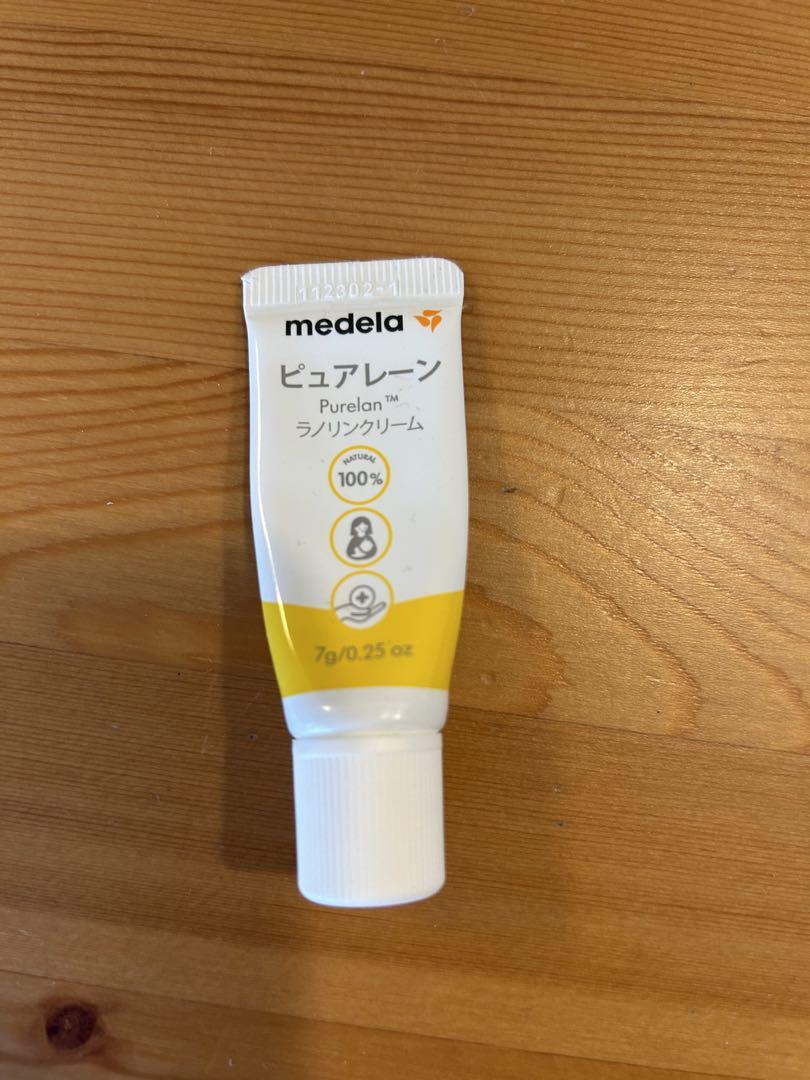 112302-1
medela
ピュアレーン
Purelan™
ラノリンクリーム
NATURAL
100%
7g/0.25 oz